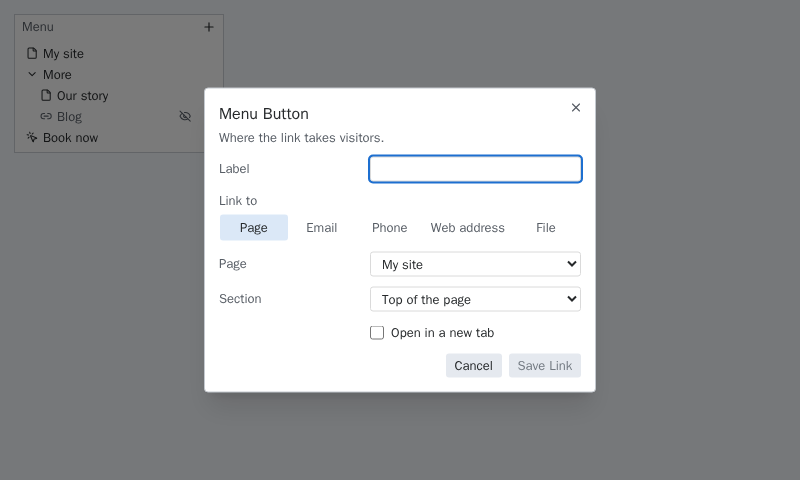 Menu
My site
More
Our story
Blog
Book now
Menu Button
Where the link takes visitors.
Label
Link to
Page Email Phone Web address File
Page My site
Section Top of the page
Open in a new tab
Cancel Save Link